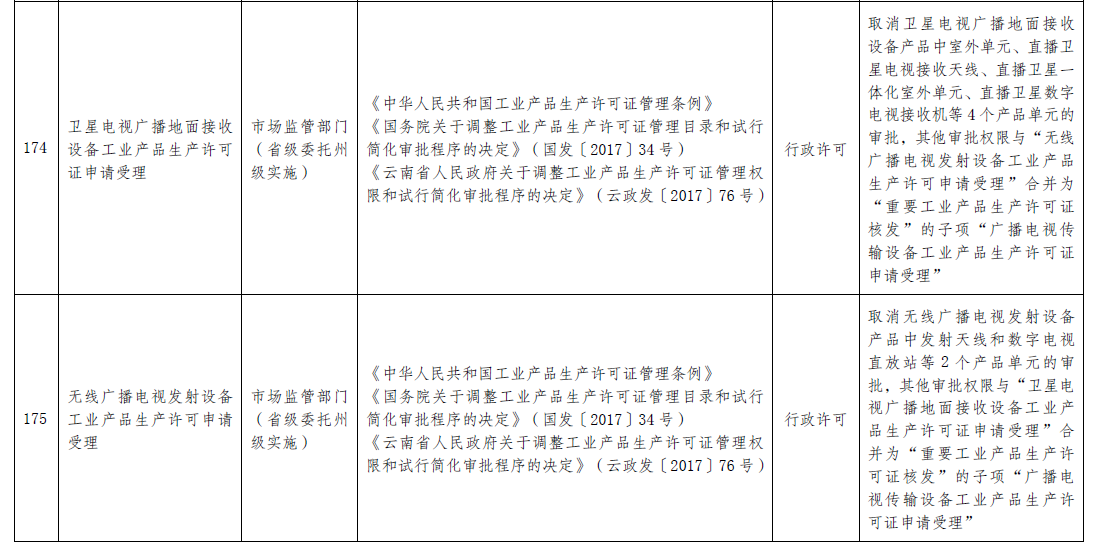 174
卫星电视广播地面接收
设备工业产品生产许可
证申请受理
市场监管部门
（省级委托州
级实施）
《中华人民共和国工业产品生产许可证管理条例》
《国务院关于调整工业产品生产许可证管理目录和试行
简化审批程序的决定》（国发〔2017〕34号）
《云南省人民政府关于调整工业产品生产许可证管理权
限和试行简化审批程序的决定》（云政发〔2017〕76号）
行政许可
取消卫星电视广播地面接收
设备产品中室外单元、直播卫
星电视接收天线、直播卫星一
体化室外单元、直播卫星数字
电视接收机等4个产品单元的
审批，其他审批权限与“无线
广播电视发射设备工业产品
生产许可申请受理”合并为
“重要工业产品生产许可证
核发”的子项“广播电视传
输设备工业产品生产许可证
申请受理”
175
无线广播电视发射设备
工业产品生产许可申请
受理
市场监管部门
（省级委托州
级实施）
《中华人民共和国工业产品生产许可证管理条例》
《国务院关于调整工业产品生产许可证管理目录和试行
简化审批程序的决定》（国发〔2017〕34号）
《云南省人民政府关于调整工业产品生产许可证管理权
限和试行简化审批程序的决定》（云政发〔2017〕76号）
行政许可
取消无线广播电视发射设备
产品中发射天线和数字电视
直放站等2个产品单元的审
批，其他审批权限与“卫星电
视广播地面接收设备工业产
品生产许可证申请受理”合
并为“重要工业产品生产许
可证核发”的子项“广播电
视传输设备工业产品生产许
可证申请受理”